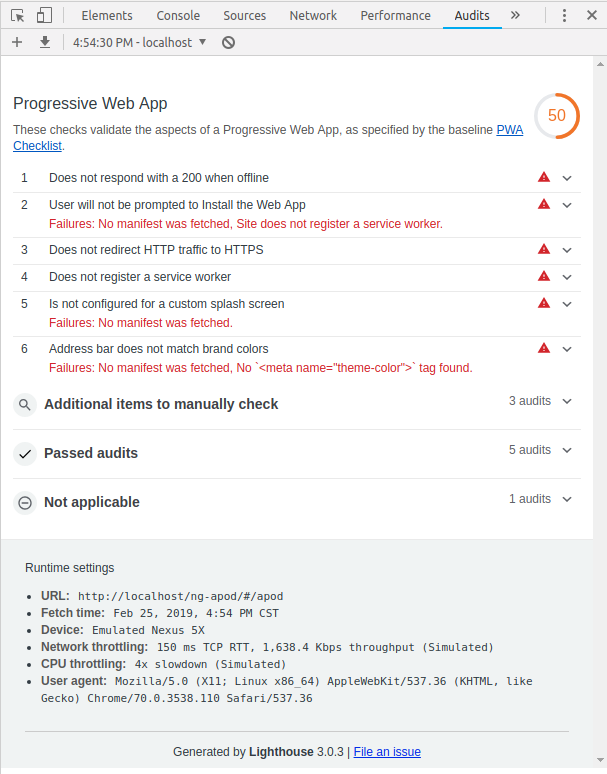 Elements Console Sources Network Performance Audits »
4:54:30 PM - localhost
Progressive Web App
50
These checks validate the aspects of a Progressive Web App, as specified by the baseline PWA
Checklist.
1 Does not respond with a 200 when offline
2 User will not be prompted to Install the Web App
Failures: No manifest was fetched, Site does not register a service worker.
3 Does not redirect HTTP traffic to HTTPS
4 Does not register a service worker
5 Is not configured for a custom splash screen
Failures: No manifest was fetched.
6 Address bar does not match brand colors
Failures: No manifest was fetched, No `<meta name="theme-color">` tag found.
Additional items to manually check 3 audits
Passed audits 5 audits
Not applicable 1 audits
Runtime settings
• URL: http://localhost/ng-apod/#/apod
• Fetch time: Feb 25, 2019, 4:54 PM CST
• Device: Emulated Nexus 5X
• Network throttling: 150 ms TCP RTT, 1,638.4 Kbps throughput (Simulated)
• CPU throttling: 4x slowdown (Simulated)
• User agent: Mozilla/5.0 (X11; Linux x86_64) AppleWebKit/537.36 (KHTML, like
Gecko) Chrome/70.0.3538.110 Safari/537.36
Generated by Lighthouse 3.0.3 | File an issue